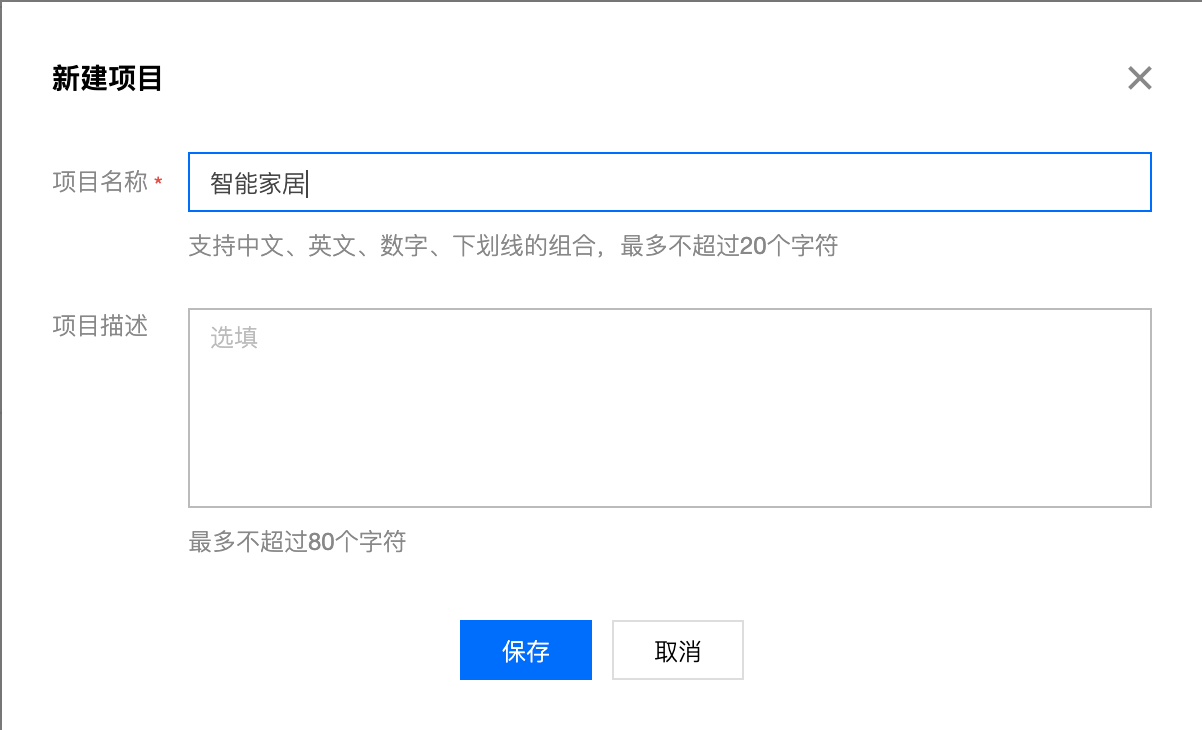 新建项目
项目名称 *
智能家居
支持中文、英文、数字、下划线的组合，最多不超过20个字符
项目描述
选填
最多不超过80个字符
保存
取消